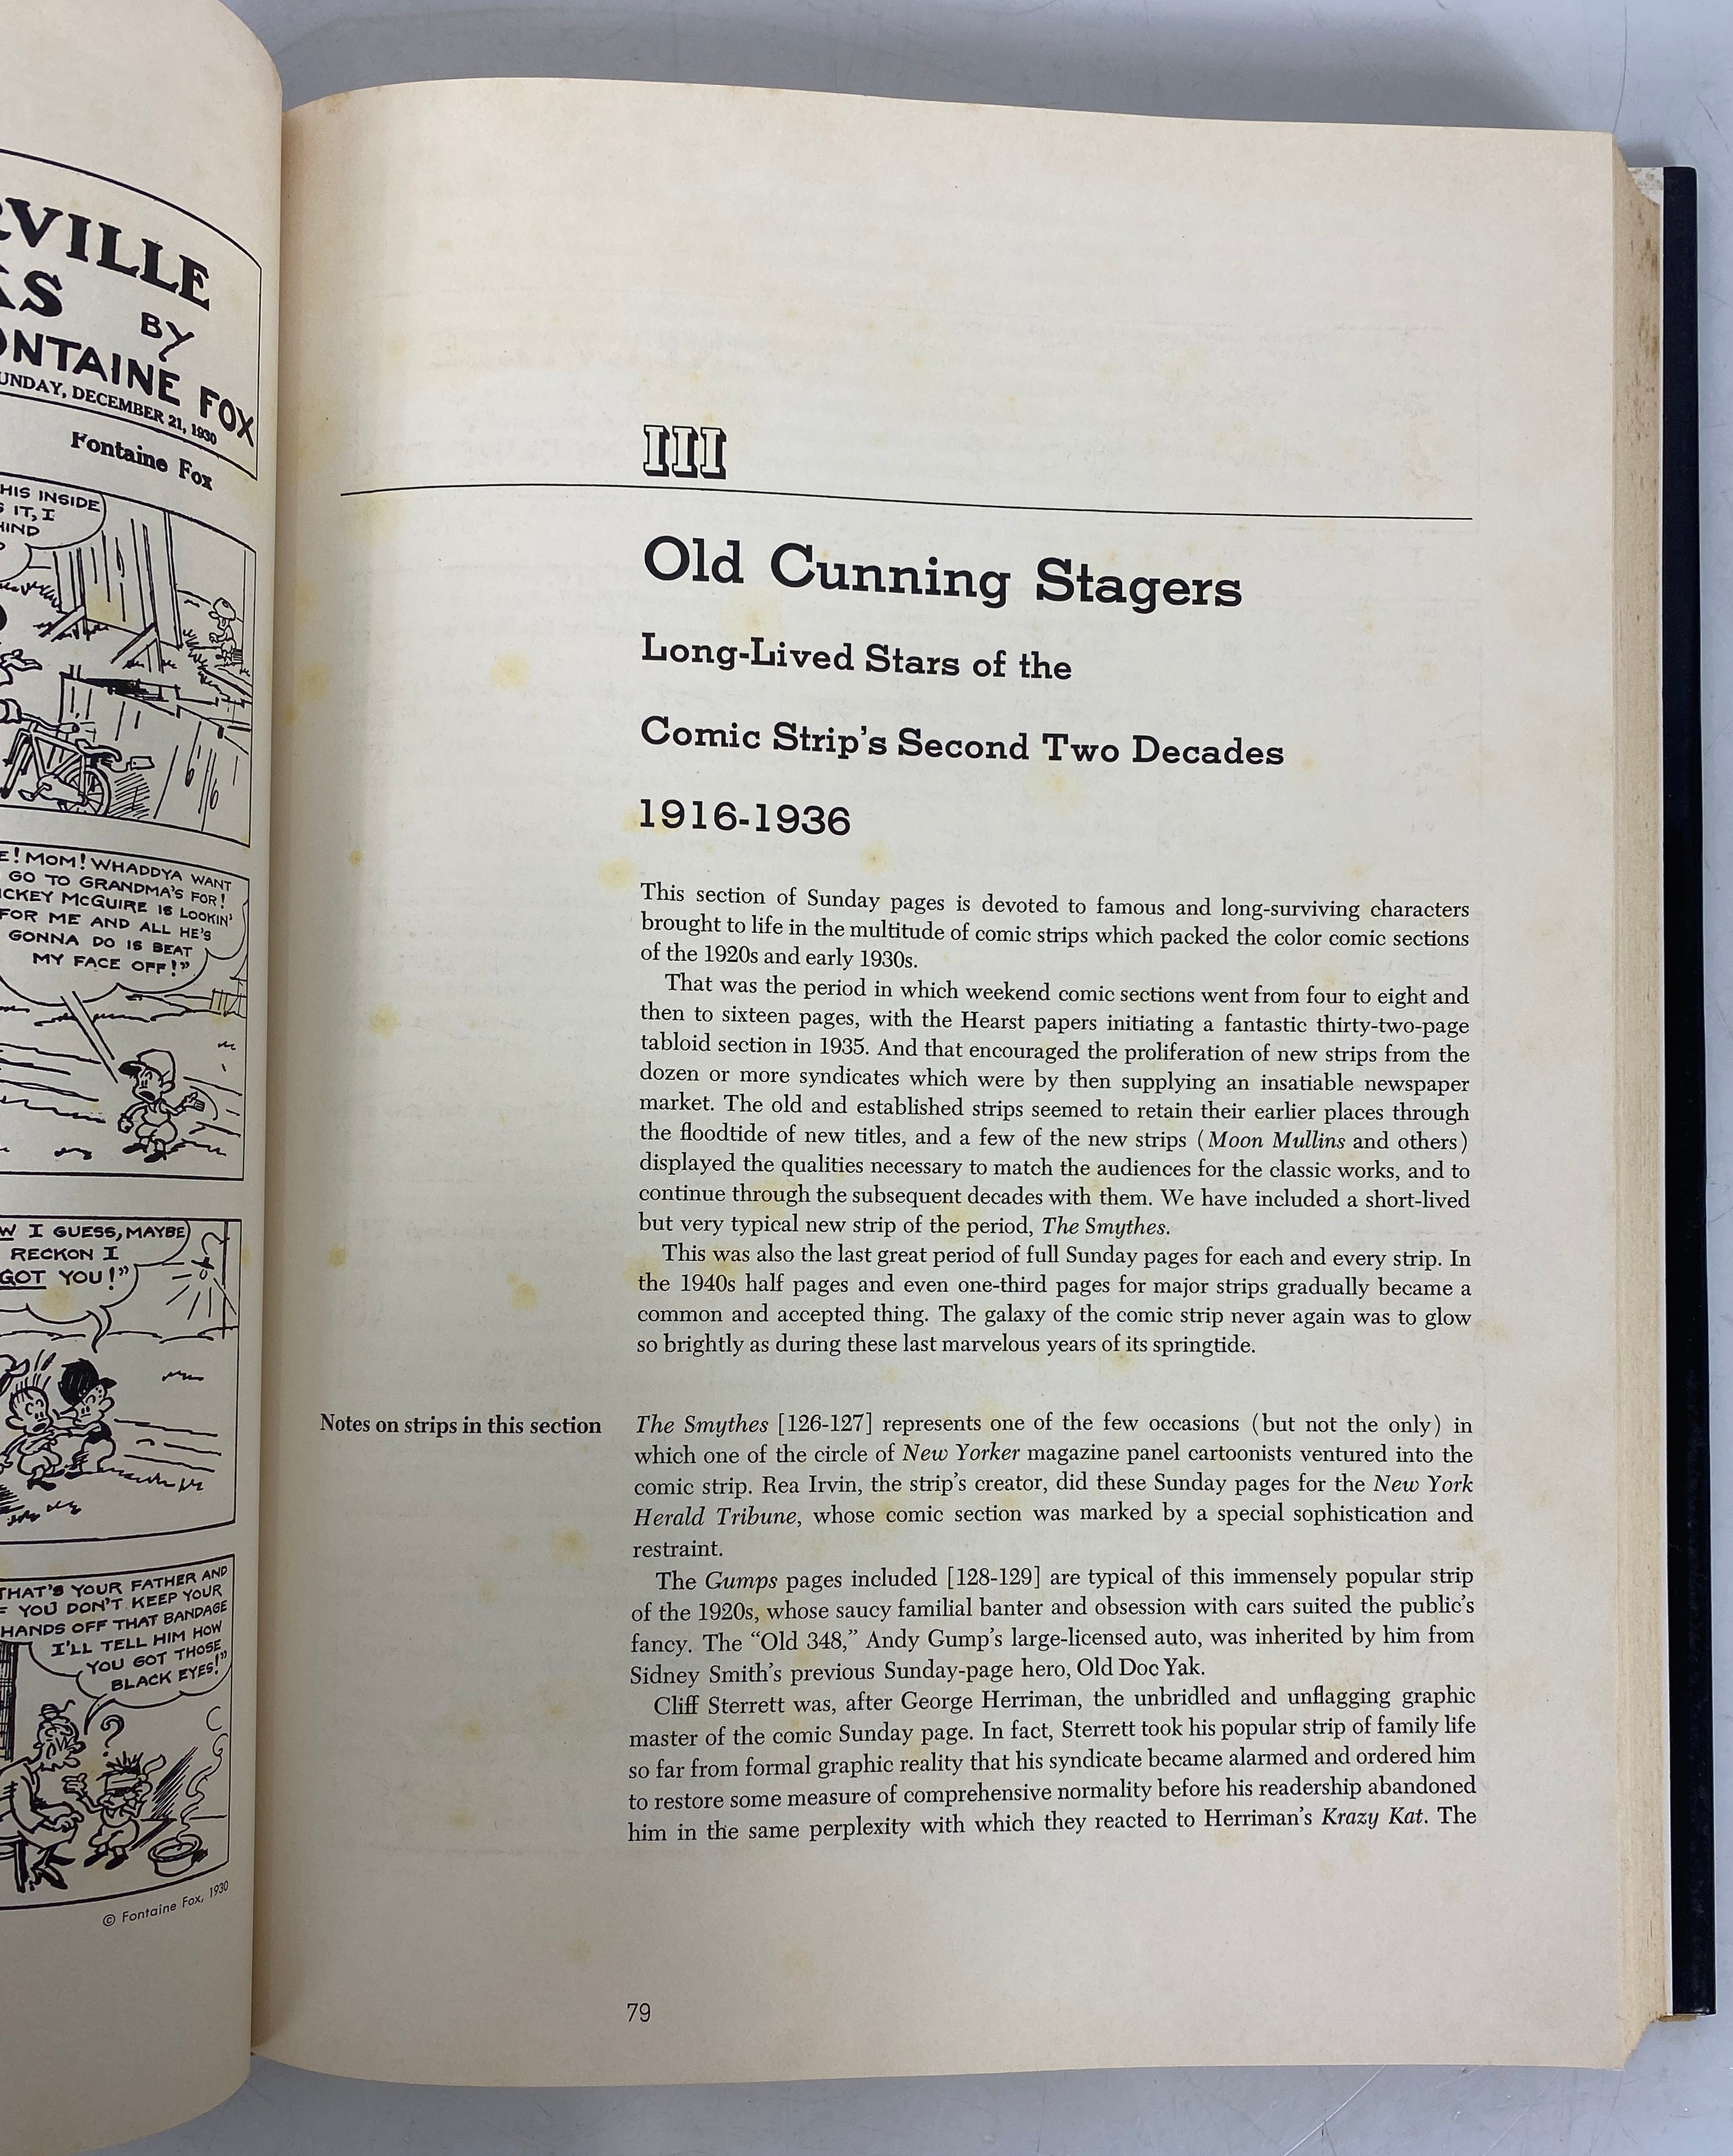 RVILLE
KS BY
ONTAINE FOX
SUNDAY, DECEMBER 21, 1930
Fontaine Fox
HIS INSIDE
S IT, I
HIND
E! MOM! WHADDYA WANT
GO TO GRANDMA'S FOR!
ICKEY MCGUIRE IS LOOKIN'
FOR ME AND ALL HE'S
GONNA DO IS BEAT
MY FACE OFF!"
W I GUESS, MAYBE
RECKON I
GOT YOU!"
THAT'S YOUR FATHER AND
F YOU DON'T KEEP YOUR
HANDS OFF THAT BANDAGE
I'LL TELL HIM HOW
YOU GOT THOSE
BLACK EYES!"
?
© Fontaine Fox, 1930
III
Old Cunning Stagers
Long-Lived Stars of the
Comic Strip's Second Two Decades
1916-1936
This section of Sunday pages is devoted to famous and long-surviving characters
brought to life in the multitude of comic strips which packed the color comic sections
of the 1920s and early 1930s.
That was the period in which weekend comic sections went from four to eight and
then to sixteen pages, with the Hearst papers initiating a fantastic thirty-two-page
tabloid section in 1935. And that encouraged the proliferation of new strips from the
dozen or more syndicates which were by then supplying an insatiable newspaper
market. The old and established strips seemed to retain their earlier places through
the floodtide of new titles, and a few of the new strips (Moon Mullins and others)
displayed the qualities necessary to match the audiences for the classic works, and to
continue through the subsequent decades with them. We have included a short-lived
but very typical new strip of the period, The Smythes.
This was also the last great period of full Sunday pages for each and every strip. In
the 1940s half pages and even one-third pages for major strips gradually became a
common and accepted thing. The galaxy of the comic strip never again was to glow
so brightly as during these last marvelous years of its springtide.
Notes on strips in this section
The Smythes [126-127] represents one of the few occasions (but not the only) in
which one of the circle of New Yorker magazine panel cartoonists ventured into the
comic strip. Rea Irvin, the strip's creator, did these Sunday pages for the New York
Herald Tribune, whose comic section was marked by a special sophistication and
restraint.
The Gumps pages included [128-129] are typical of this immensely popular strip
of the 1920s, whose saucy familial banter and obsession with cars suited the public's
fancy. The “Old 348,” Andy Gump's large-licensed auto, was inherited by him from
Sidney Smith's previous Sunday-page hero, Old Doc Yak.
Cliff Sterrett was, after George Herriman, the unbridled and unflagging graphic
master of the comic Sunday page. In fact, Sterrett took his popular strip of family life
so far from formal graphic reality that his syndicate became alarmed and ordered him
to restore some measure of comprehensive normality before his readership abandoned
him in the same perplexity with which they reacted to Herriman's Krazy Kat. The
79